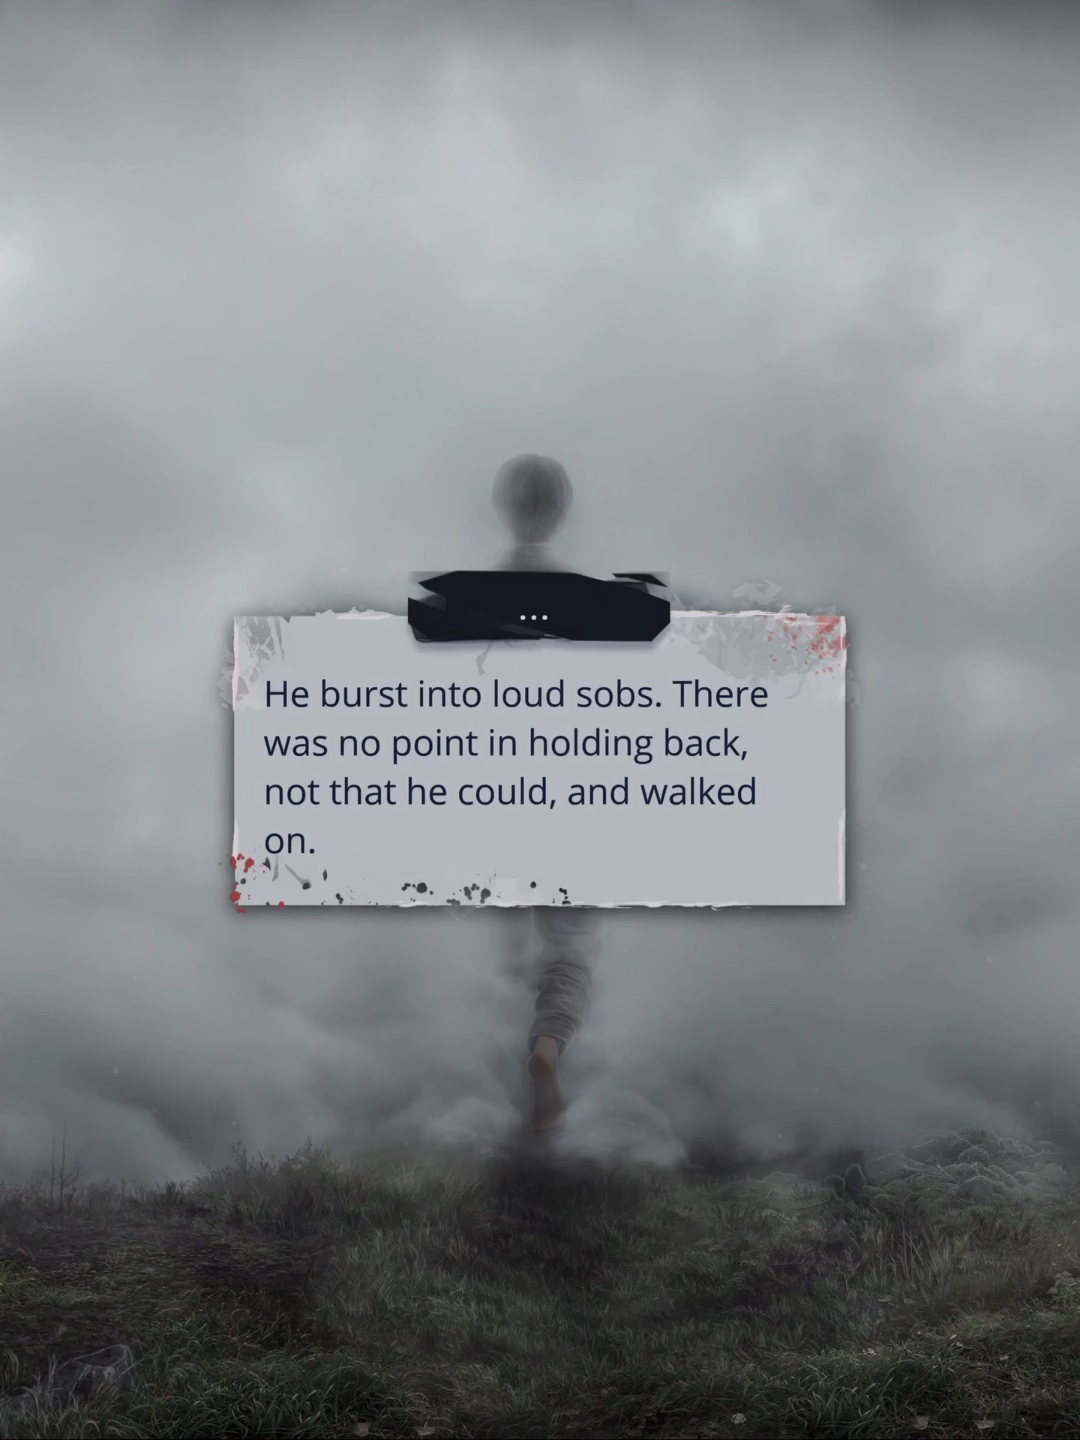 ...
He burst into loud sobs. There
was no point in holding back,
not that he could, and walked
on.